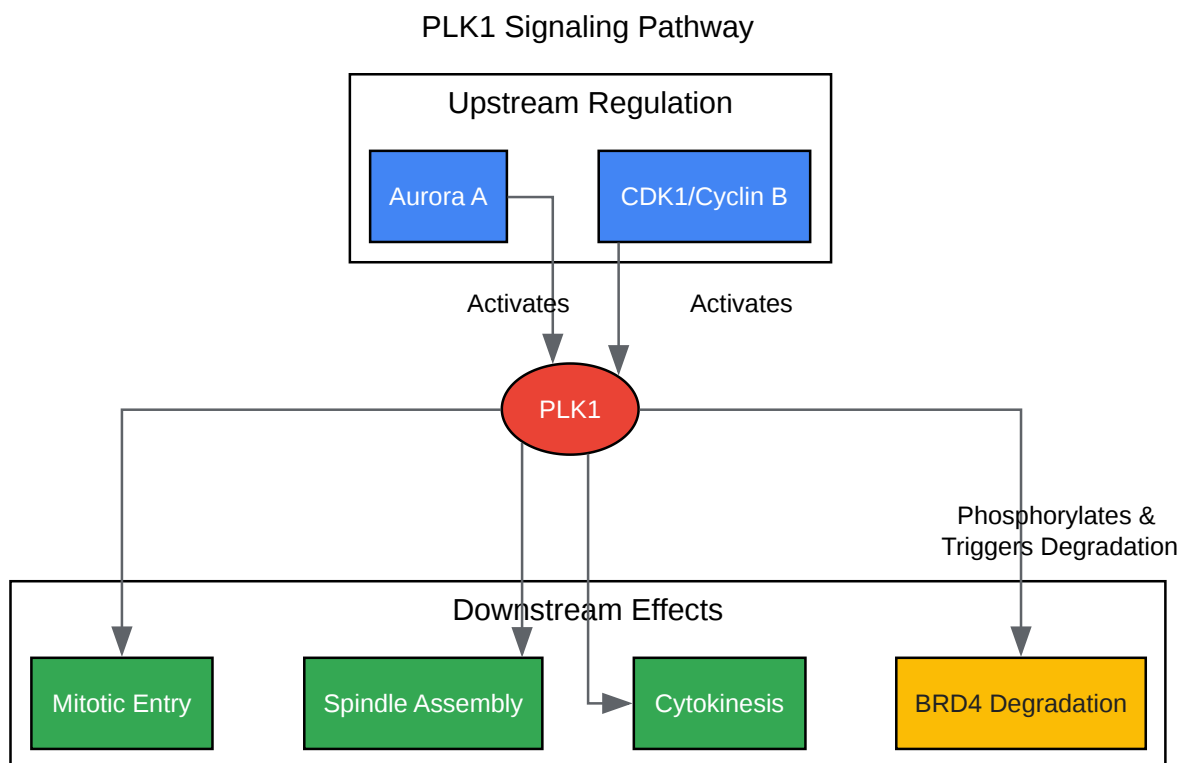 PLK1 Signaling Pathway
Upstream Regulation
Aurora A
CDK1/Cyclin B
Activates
Activates
PLK1
Phosphorylates &
Triggers Degradation
Downstream Effects
Mitotic Entry
Spindle Assembly
Cytokinesis
BRD4 Degradation